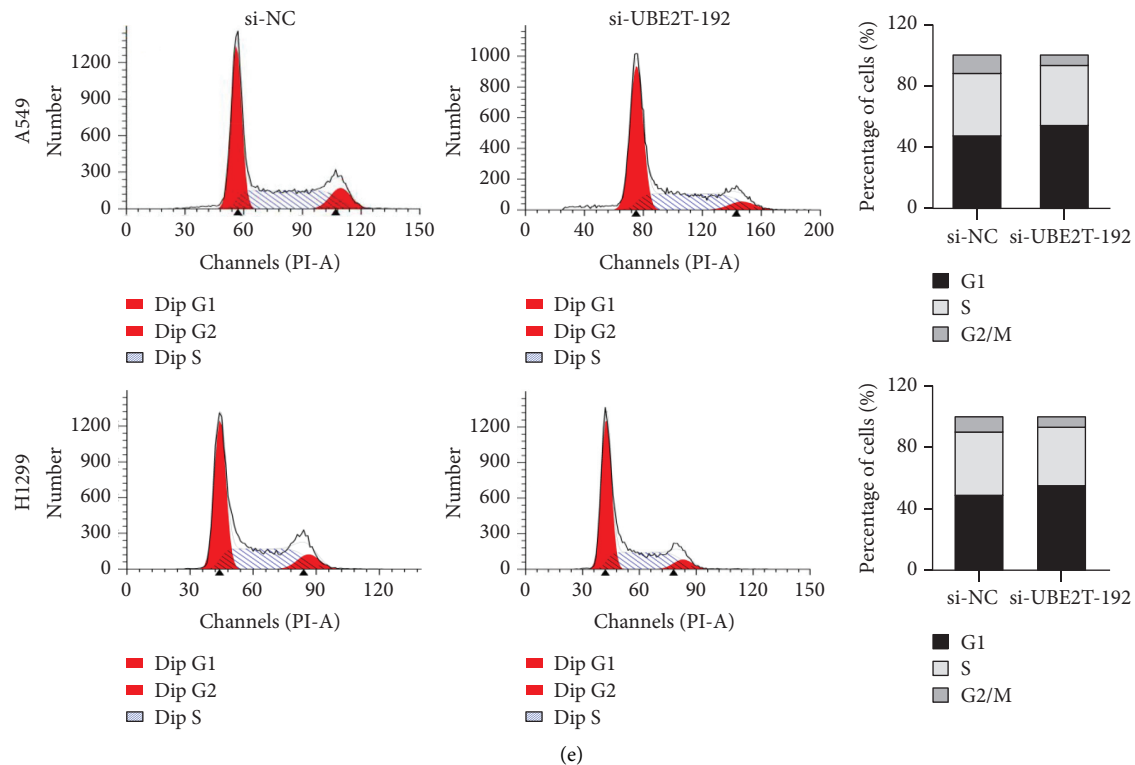 si-NC
si-UBE2T-192
A549
Number
1200
900
600
300
0
0 30 60 90 120 150
Channels (PI-A)
Dip G1
Dip G2
Dip S
Number
1000
800
600
400
200
0
0 40 80 120 160 200
Channels (PI-A)
Dip G1
Dip G2
Dip S
Percentage of cells (%)
120
80
40
0
si-NC si-UBE2T-192
G1
S
G2/M
H1299
Number
1200
900
600
300
0
0 30 60 90 120
Channels (PI-A)
Dip G1
Dip G2
Dip S
Number
1200
900
600
300
0
0 30 60 90 120 150
Channels (PI-A)
Dip G1
Dip G2
Dip S
Percentage of cells (%)
120
80
40
0
si-NC si-UBE2T-192
G1
S
G2/M
(e)